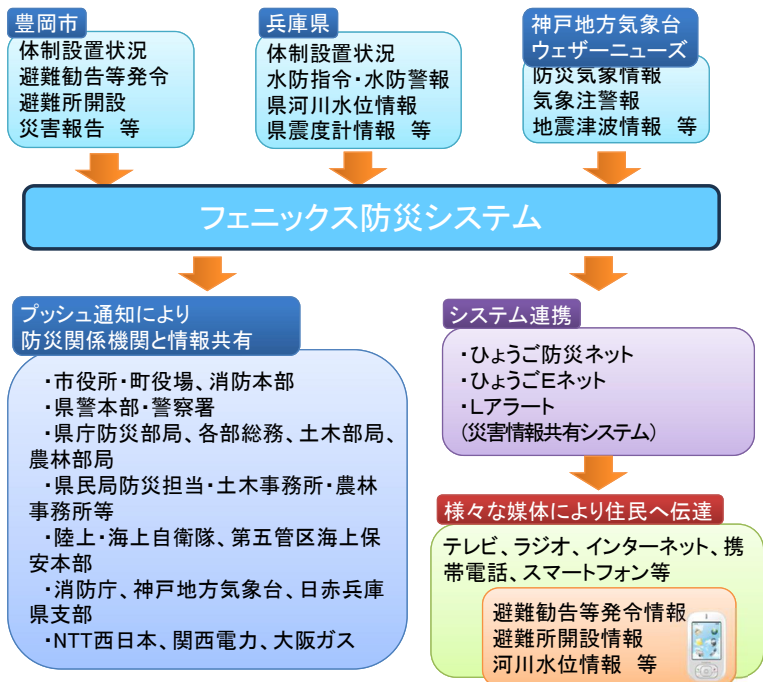 豊岡市
体制設置状況
避難勧告等発令
避難所開設
災害報告　等
兵庫県
体制設置状況
水防指令・水防警報
県河川水位情報
県震度計情報　等
神戸地方気象台
ウェザーニューズ
防災気象情報
気象注警報
地震津波情報　等
フェニックス防災システム
プッシュ通知により
防災関係機関と情報共有
・市役所・町役場、消防本部
・県警本部・警察署
・県庁防災部局、各部総務、土木部局、
農林部局
・県民局防災担当・土木事務所・農林
事務所等
・陸上・海上自衛隊、第五管区海上保
安本部
・消防庁、神戸地方気象台、日赤兵庫
県支部
・NTT西日本、関西電力、大阪ガス
システム連携
・ひょうご防災ネット
・ひょうごEネット
・Lアラート
(災害情報共有システム)
様々な媒体により住民へ伝達
テレビ、ラジオ、インターネット、携
帯電話、スマートフォン等
避難勧告等発令情報
避難所開設情報
河川水位情報　等